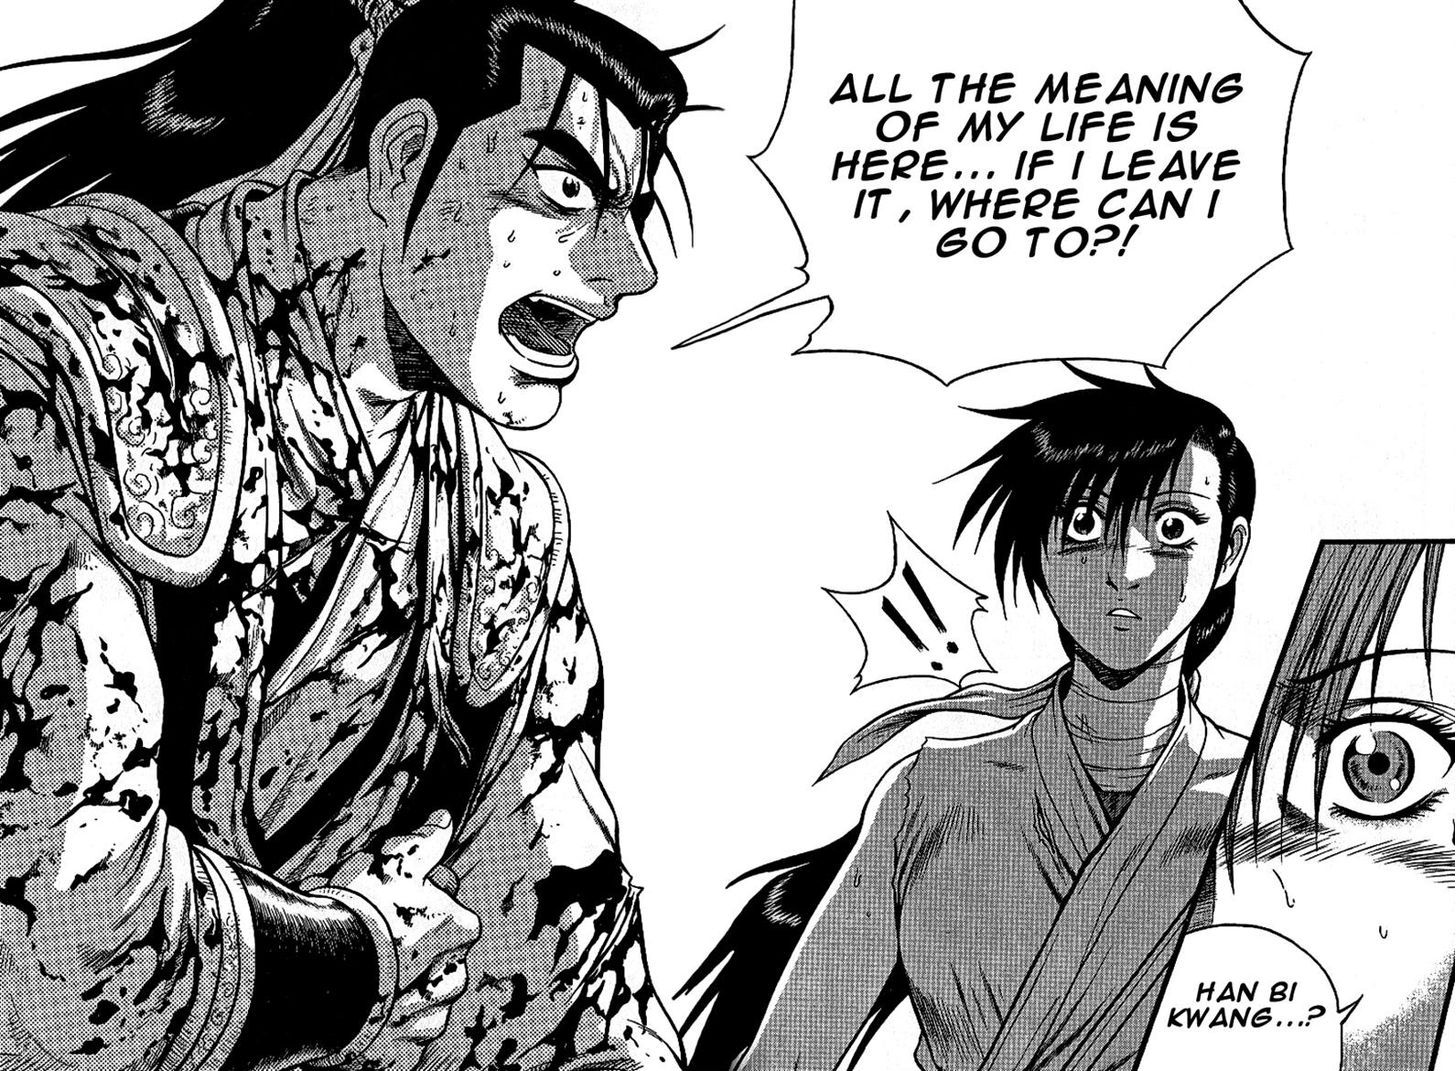 ALL THE MEANING
OF MY LIFE IS
HERE... IF I LEAVE
IT, WHERE CAN I
GO TO?!
!!
HAN BI
KWANG...?